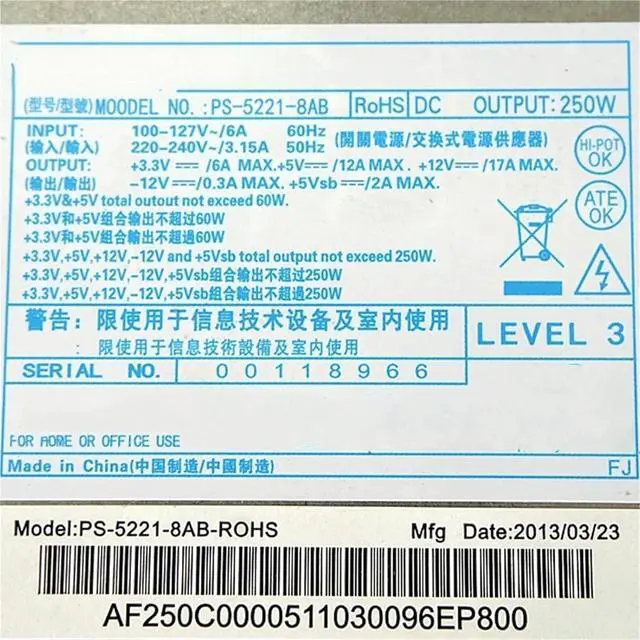 (型号/型號) MOODEL NO.:PS-5221-8AB RoHS DC OUTPUT:250W
INPUT: 100-127V~/6A 60Hz
(输入/輸入) 220-240V~/3.15A 50Hz (開關電源/交換式電源供應器)
OUTPUT: +3.3V⎓/6A MAX.+5V⎓/12A MAX. +12V⎓/17A MAX.
(输出/輸出) -12V⎓/0.3A MAX. +5Vsb⎓/2A MAX.
+3.3V&+5V total outout not exceed 60W.
+3.3V和+5V组合输出不超过60W
+3.3V和+5V組合輸出不超過60W
+3.3V,+5V,+12V,-12V and +5Vsb total output not exceed 250W.
+3.3V,+5V,+12V,-12V,+5Vsb组合输出不超过250W
+3.3V,+5V,+12V,-12V,+5Vsb組合輸出不超過250W
HI-POT
OK
ATE
OK
警告: 限使用于信息技术设备及室内使用
: 限使用于信息技術設備及室内使用
LEVEL 3
SERIAL NO. 00118966
FOR HOME OR OFFICE USE
Made in China(中国制造/中國制造) FJ
Model:PS-5221-8AB-ROHS Mfg Date:2013/03/23
AF250C0000511030096EP800